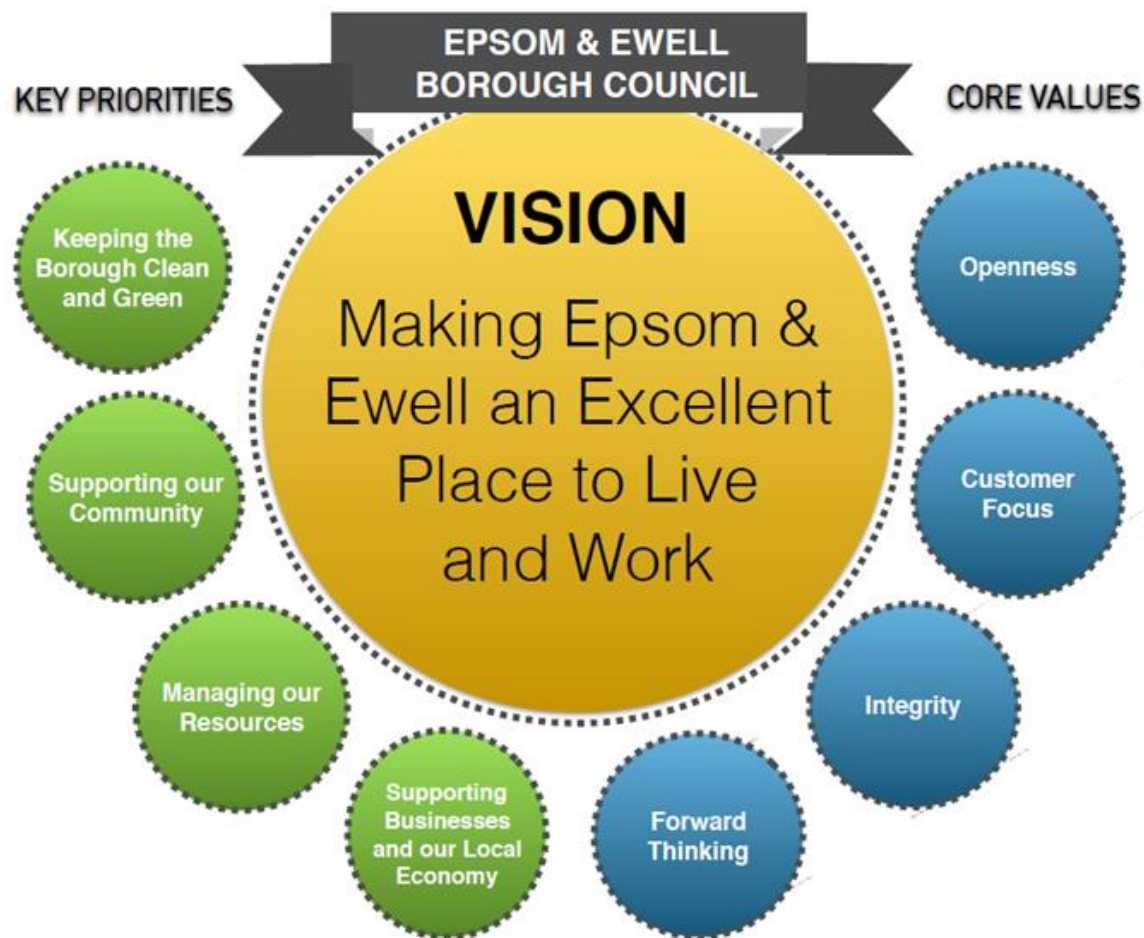 EPSOM & EWELL
BOROUGH COUNCIL
KEY PRIORITIES
CORE VALUES
VISION
Making Epsom &
Ewell an Excellent
Place to Live
and Work
Keeping the
Borough Clean
and Green
Supporting our
Community
Managing our
Resources
Supporting
Businesses
and our Local
Economy
Openness
Customer
Focus
Integrity
Forward
Thinking